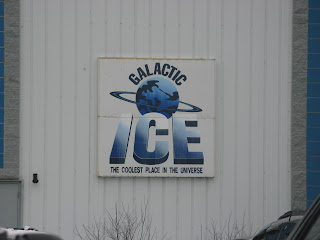 GALACTIC
ICE
THE COOLEST PLACE IN THE UNIVERSE